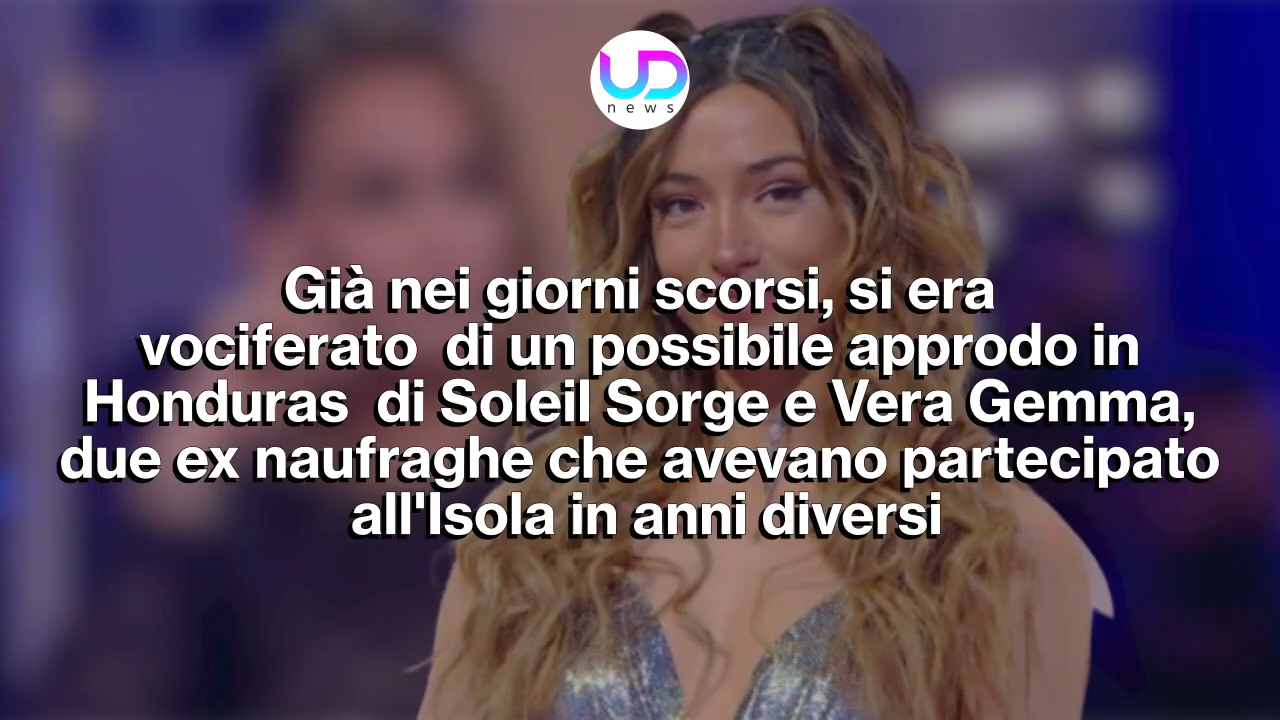 UD
news
Già nei giorni scorsi, si era
vociferato  di un possibile approdo in
Honduras  di Soleil Sorge e Vera Gemma,
due ex naufraghe che avevano partecipato
all'Isola in anni diversi